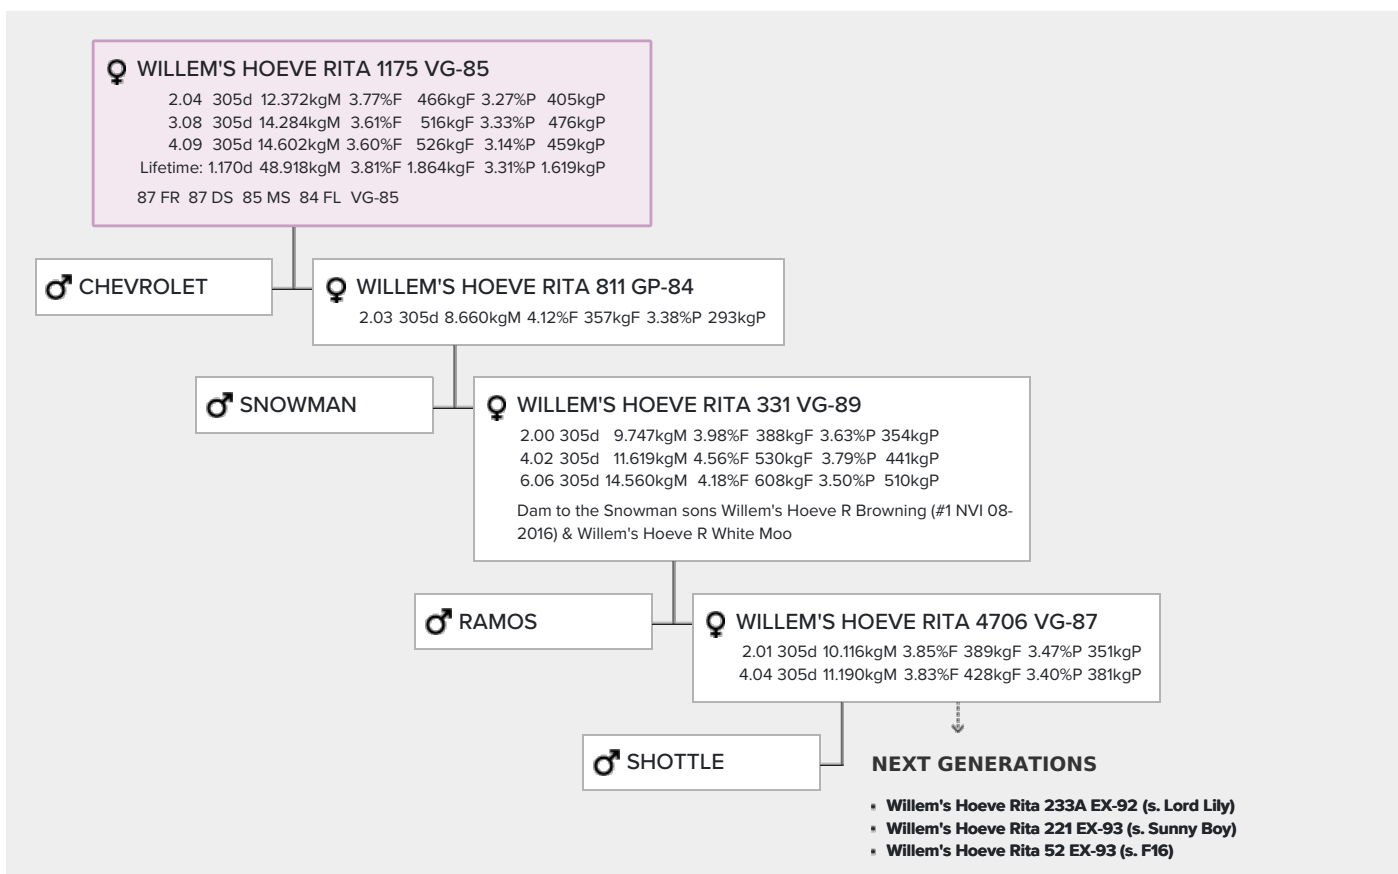 WILLEM'S HOEVE RITA 1175 VG-85
2.04 305d 12.372kgM 3.77%F 466kgF 3.27%P 405kgP
3.08 305d 14.284kgM 3.61%F 516kgF 3.33%P 476kgP
4.09 305d 14.602kgM 3.60%F 526kgF 3.14%P 459kgP
Lifetime: 1.170d 48.918kgM 3.81%F 1.864kgF 3.31%P 1.619kgP
87 FR 87 DS 85 MS 84 FL VG-85
CHEVROLET
WILLEM'S HOEVE RITA 811 GP-84
2.03 305d 8.660kgM 4.12%F 357kgF 3.38%P 293kgP
SNOWMAN
WILLEM'S HOEVE RITA 331 VG-89
2.00 305d 9.747kgM 3.98%F 388kgF 3.63%P 354kgP
4.02 305d 11.619kgM 4.56%F 530kgF 3.79%P 441kgP
6.06 305d 14.560kgM 4.18%F 608kgF 3.50%P 510kgP
Dam to the Snowman sons Willem's Hoeve R Browning (#1 NVI 08-
2016) & Willem's Hoeve R White Moo
RAMOS
WILLEM'S HOEVE RITA 4706 VG-87
2.01 305d 10.116kgM 3.85%F 389kgF 3.47%P 351kgP
4.04 305d 11.190kgM 3.83%F 428kgF 3.40%P 381kgP
SHOTTLE
NEXT GENERATIONS
Willem's Hoeve Rita 233A EX-92 (s. Lord Lily)
Willem's Hoeve Rita 221 EX-93 (s. Sunny Boy)
Willem's Hoeve Rita 52 EX-93 (s. F16)